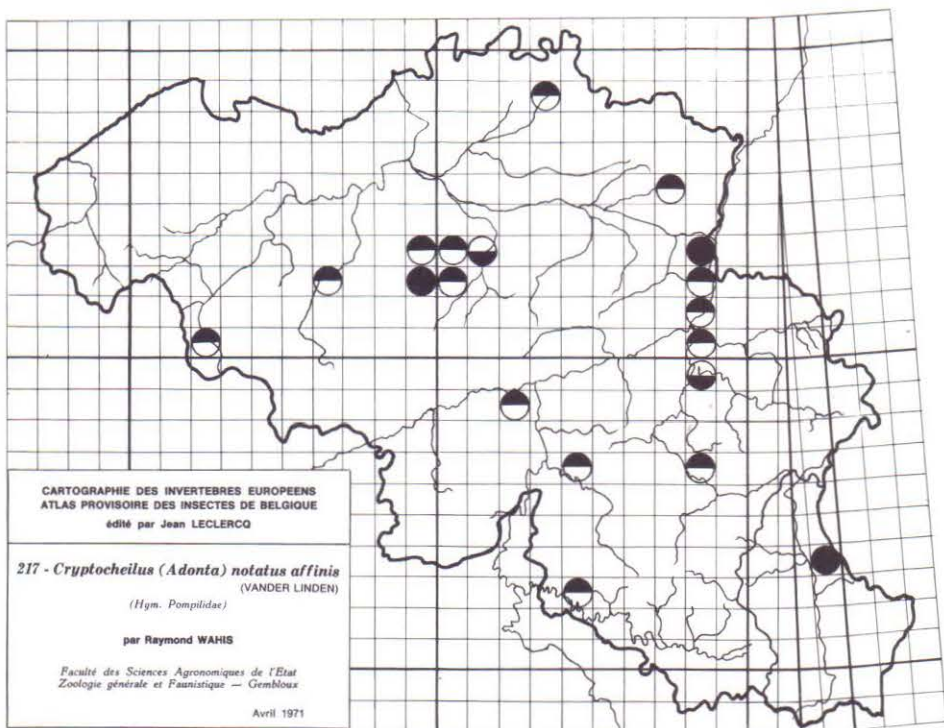 CARTOGRAPHIE DES INVERTEBRES EUROPEENS
ATLAS PROVISOIRE DES INSECTES DE BELGIQUE
édité par Jean LECLERCQ
217 - Cryptocheilus (Adonta) notatus affinis
(VANDER LINDEN)
(Hym. Pompilidae)
par Raymond WAHIS
Faculté des Sciences Agronomiques de l'Etat
Zoologie générale et Faunistique — Gembloux
Avril 1971